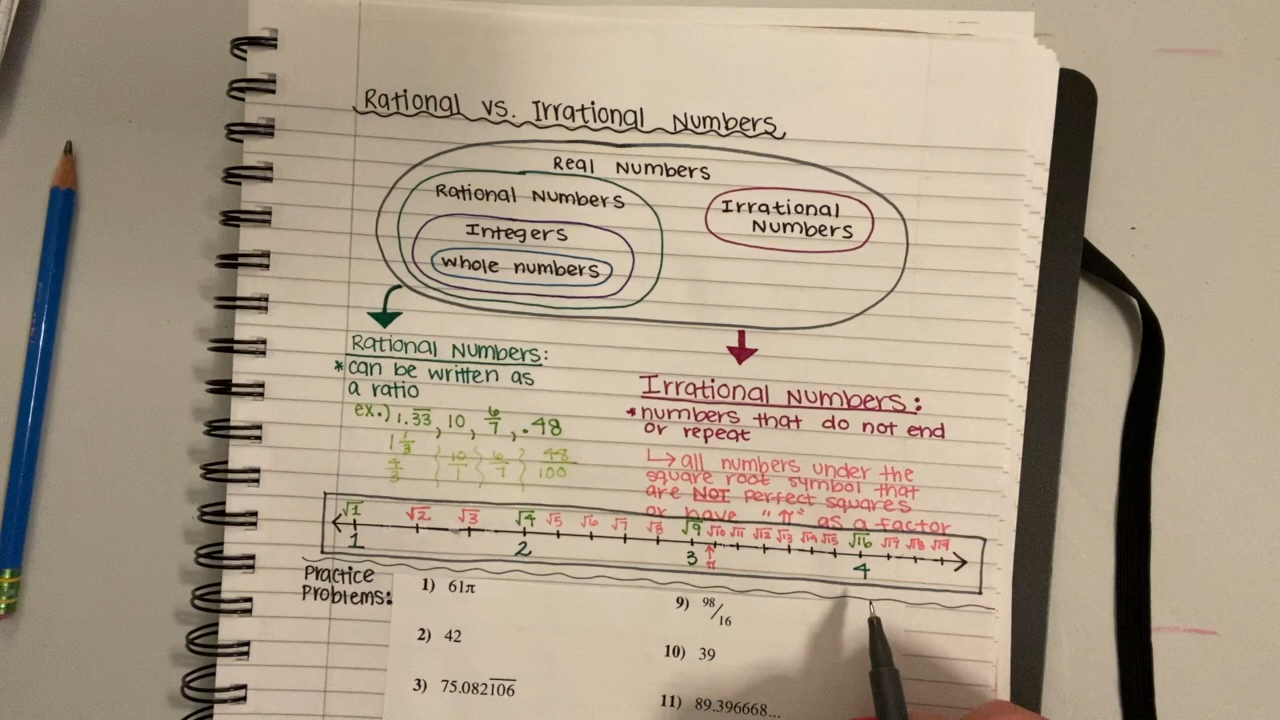 Rational vs. Irrational Numbers
Real Numbers
Rational Numbers
Integers
whole numbers
Irrational
Numbers
Rational Numbers:
*can be written as
a ratio
ex.) 1.3̅3̅, 10, 6/7, .48
1 1/3
4/3 10/1 6/7 48/100
Irrational Numbers:
*numbers that do not end
or repeat
↳ all numbers under the
square root symbol that
are NOT perfect squares
or have "π" as a factor
√1 √2 √3 √4 √5 √6 √7 √8 √9 √10 √11 √12 √13 √14 √15 √16 √17 √18 √19
1 2 3 π 4
Practice
Problems:
1) 61π
2) 42
3) 75.0821̅0̅6̅
9) 98/16
10) 39
11) 89.396668...